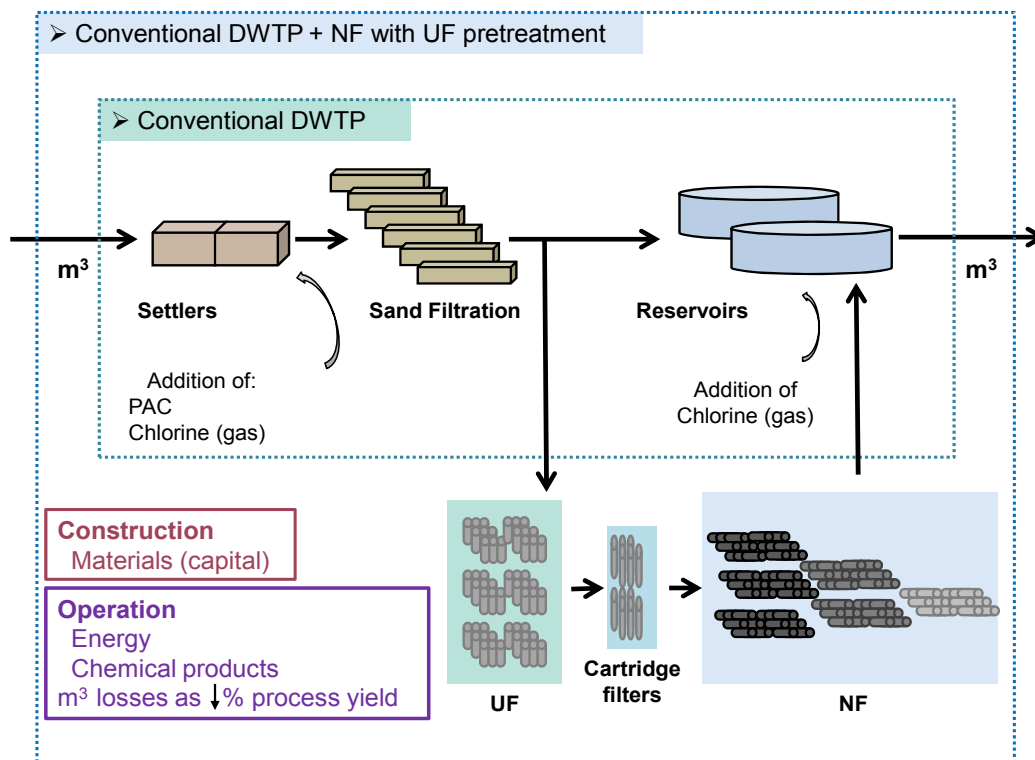 ➢ Conventional DWTP + NF with UF pretreatment
➢ Conventional DWTP
m³
Settlers
Sand Filtration
Reservoirs
m³
Addition of:
PAC
Chlorine (gas)
Addition of
Chlorine (gas)
Construction
Materials (capital)
Operation
Energy
Chemical products
m³ losses as ↓% process yield
UF
Cartridge
filters
NF